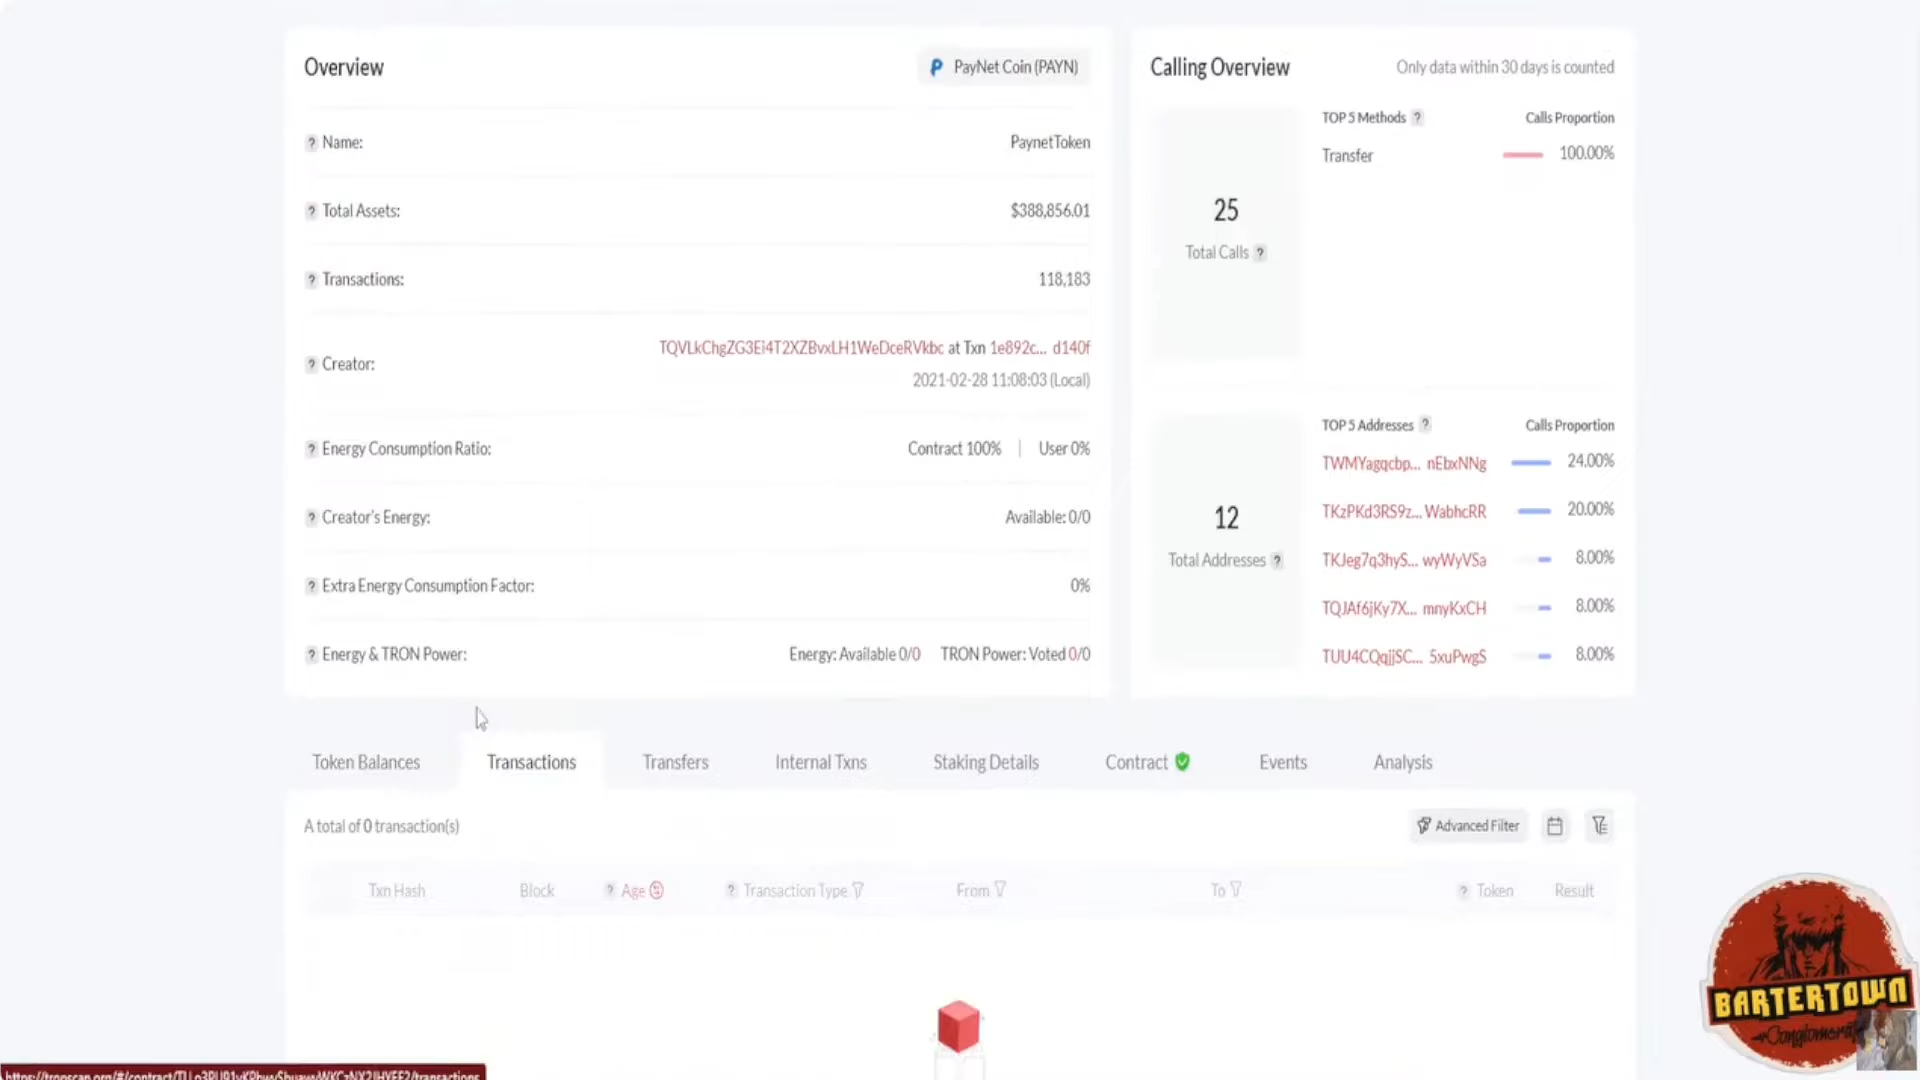 Overview
PayNet Coin (PAYN)
Name:
PaynetToken
Total Assets:
$388,856.01
Transactions:
118,183
Creator:
TQVLkChgZG3Ei4T2XZBvxLH1WeDceRVkbc at Txn 1e892c... d140f
2021-02-28 11:08:03 (Local)
Energy Consumption Ratio:
Contract 100% | User 0%
Creator's Energy:
Available: 0/0
Extra Energy Consumption Factor:
0%
Energy & TRON Power:
Energy: Available 0/0 TRON Power: Voted 0/0
Calling Overview
Only data within 30 days is counted
25
Total Calls
TOP 5 Methods
Calls Proportion
Transfer
100.00%
12
Total Addresses
TOP 5 Addresses
Calls Proportion
TWMYagqcbp... nEbxNNg
24.00%
TKzPKd3RS9z... WabhcRR
20.00%
TKJeg7q3hyS... wyWyVSa
8.00%
TQJAf6jKy7X... mnyKxCH
8.00%
TUU4CQqjjSC... 5xuPwgS
8.00%
Token Balances Transactions Transfers Internal Txns Staking Details Contract Events Analysis
A total of 0 transaction(s)
Advanced Filter
Txn Hash Block Age Transaction Type From To Token Result
BARTERTOWN